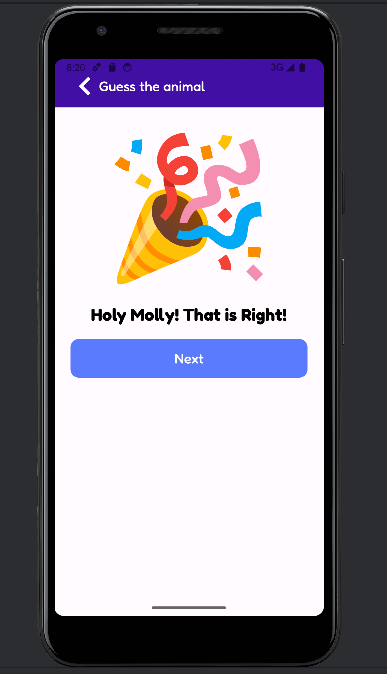 8:20 3G
Guess the animal
Holy Molly! That is Right!
Next